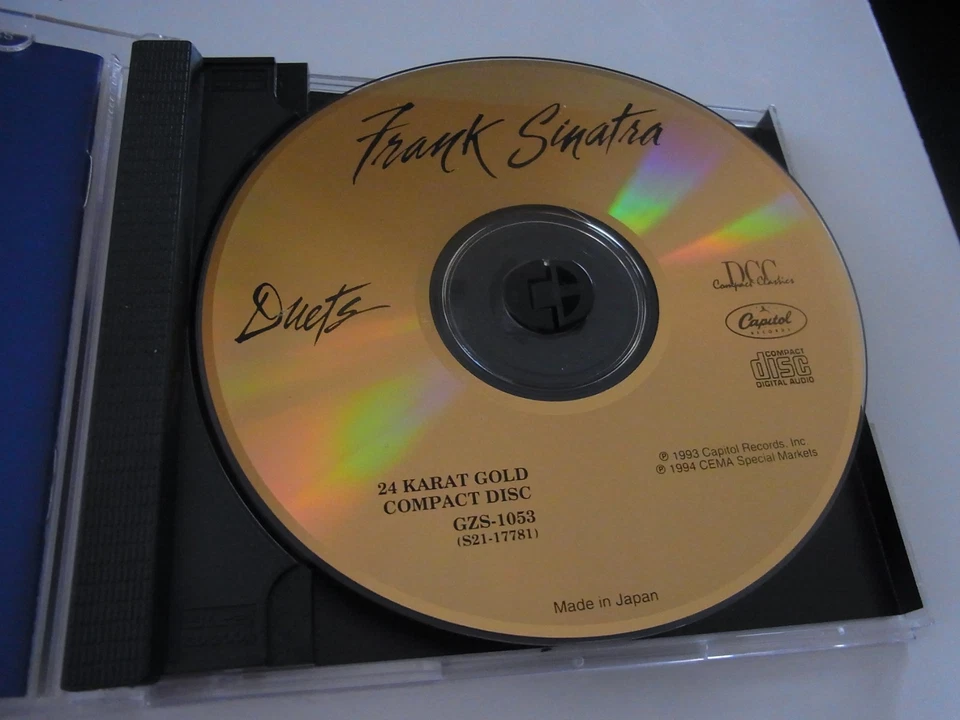 Frank Sinatra
Duets
DCC
Compact Classics
Capitol
RECORDS
COMPACT
disc
DIGITAL AUDIO
℗ 1993 Capitol Records, Inc.
℗ 1994 CEMA Special Markets
24 KARAT GOLD
COMPACT DISC
GZS-1053
(S21-17781)
Made in Japan